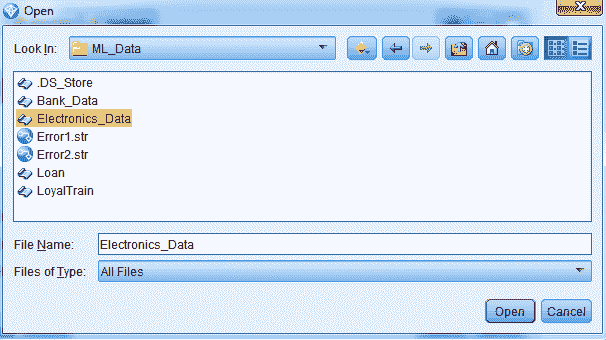 Open
Look In: ML_Data
.DS_Store
Bank_Data
Electronics_Data
Error1.str
Error2.str
Loan
LoyalTrain
File Name: Electronics_Data
Files of Type: All Files
Open Cancel